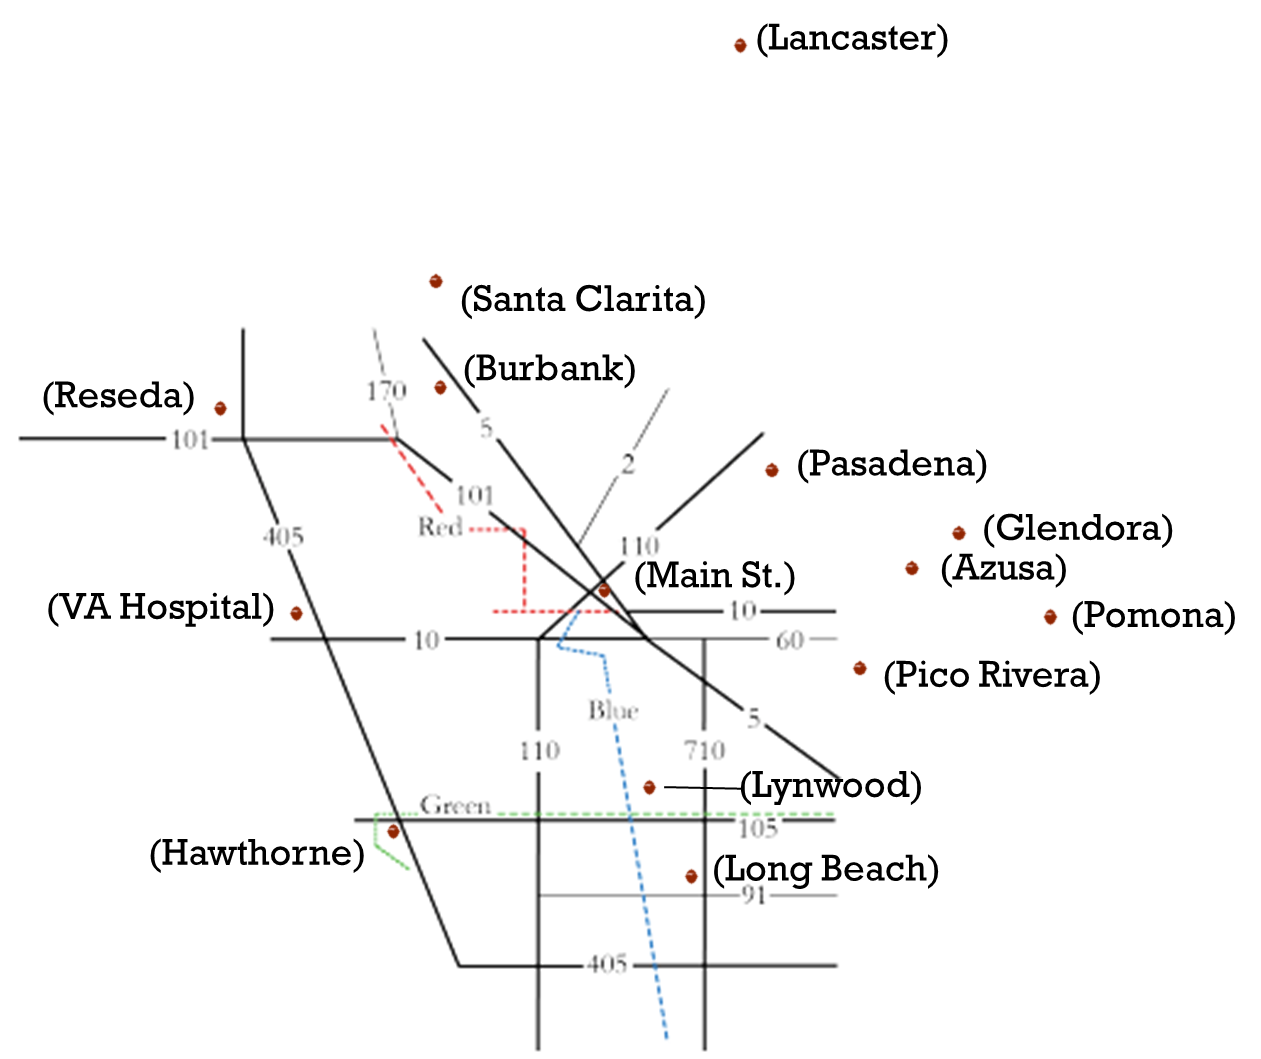 (Lancaster)
(Santa Clarita)
(Burbank)
170
(Reseda)
5
101
2
(Pasadena)
101
Red
(Glendora)
405
110
(Main St.)
(Azusa)
(VA Hospital)
10
(Pomona)
10
60
(Pico Rivera)
Blue
5
110
710
(Lynwood)
Green
105
(Hawthorne)
(Long Beach)
91
405